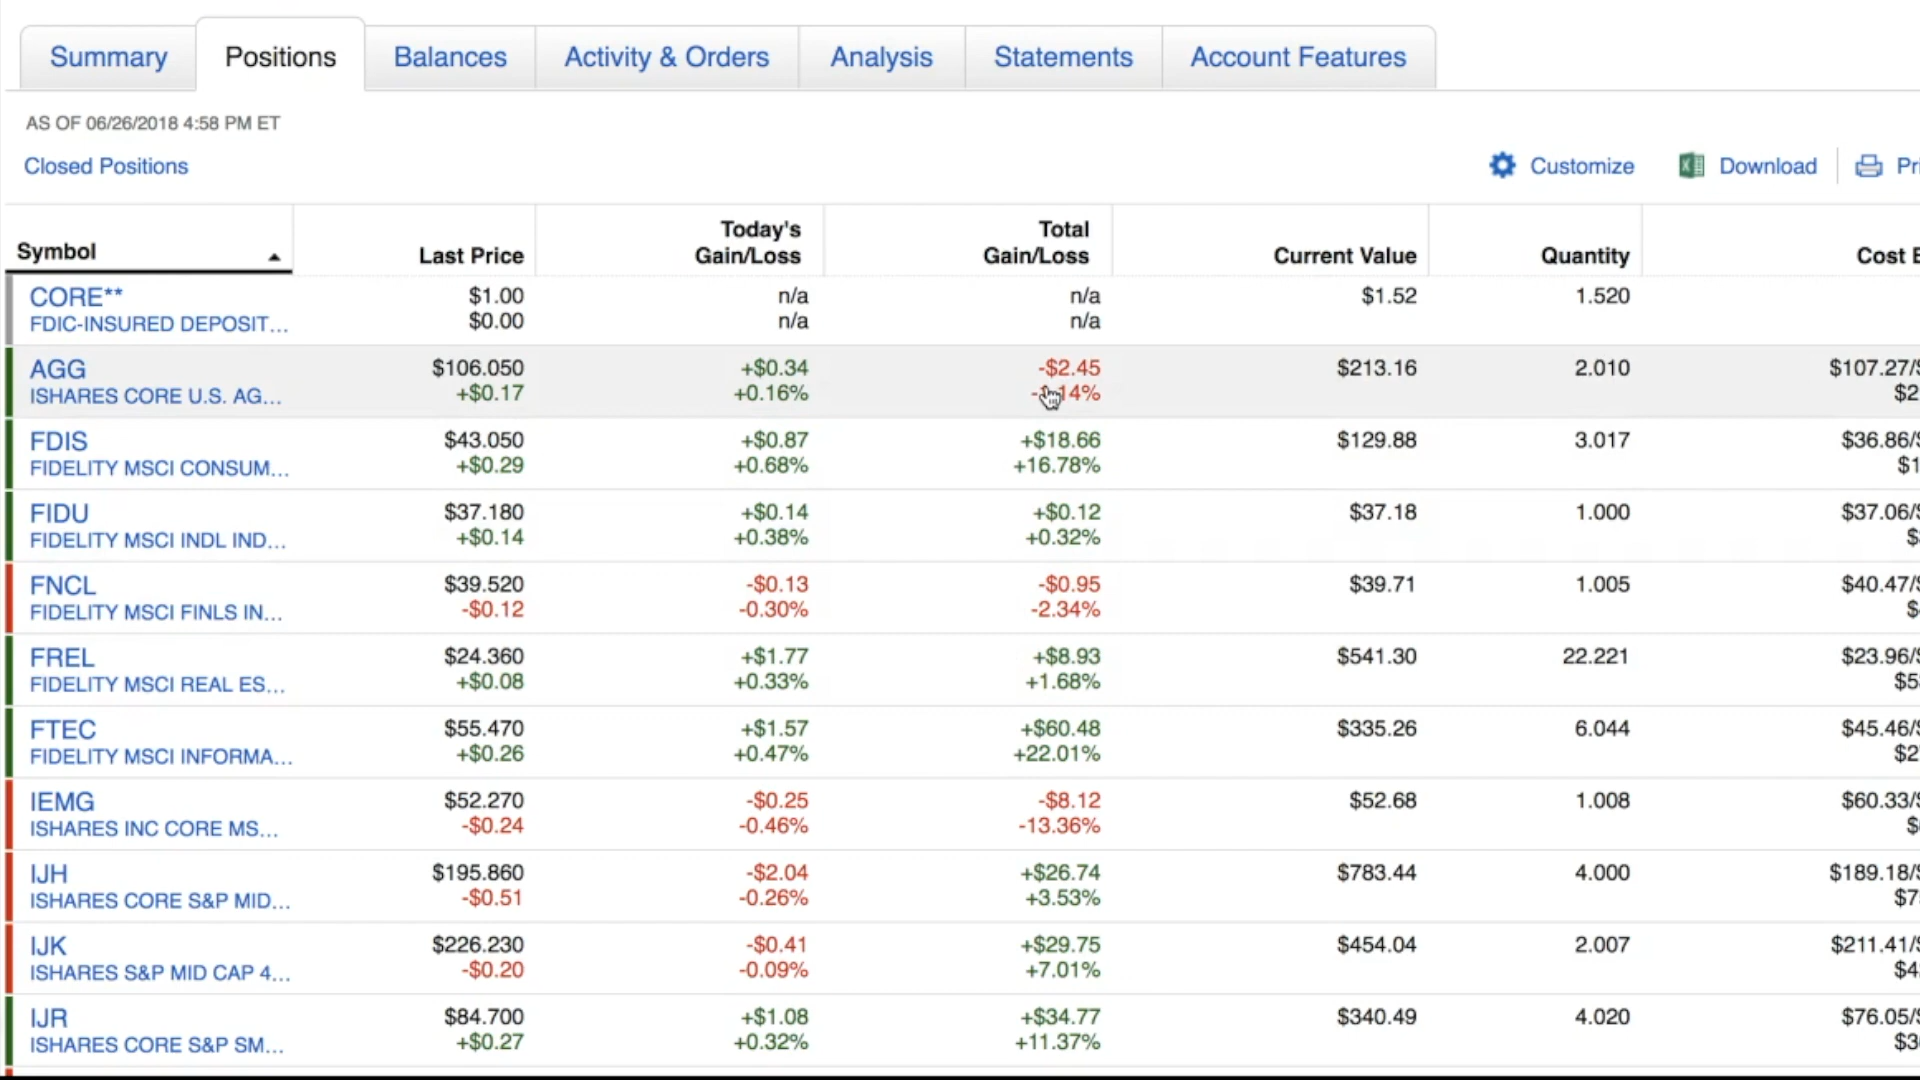 Summary Positions Balances Activity & Orders Analysis Statements Account Features
AS OF 06/26/2018 4:58 PM ET
Closed Positions Customize Download Pri
Symbol Last Price Today's Gain/Loss Total Gain/Loss Current Value Quantity Cost B
CORE** $1.00 n/a n/a $1.52 1.520
FDIC-INSURED DEPOSIT... $0.00 n/a n/a
AGG $106.050 +$0.34 -$2.45 $213.16 2.010 $107.27/S
ISHARES CORE U.S. AG... +$0.17 +0.16% $2
FDIS $43.050 +$0.87 +$18.66 $129.88 3.017 $36.86/S
FIDELITY MSCI CONSUM... +$0.29 +0.68% +16.78% $1
FIDU $37.180 +$0.14 +$0.12 $37.18 1.000 $37.06/S
FIDELITY MSCI INDL IND... +$0.14 +0.38% +0.32%
FNCL $39.520 -$0.13 -$0.95 $39.71 1.005 $40.47/S
FIDELITY MSCI FINLS IN... -$0.12 -0.30% -2.34%
FREL $24.360 +$1.77 +$8.93 $541.30 22.221 $23.96/S
FIDELITY MSCI REAL ES... +$0.08 +0.33% +1.68% $5
FTEC $55.470 +$1.57 +$60.48 $335.26 6.044 $45.46/S
FIDELITY MSCI INFORMA... +$0.26 +0.47% +22.01% $2
IEMG $52.270 -$0.25 -$8.12 $52.68 1.008 $60.33/S
ISHARES INC CORE MS... -$0.24 -0.46% -13.36%
IJH $195.860 -$2.04 +$26.74 $783.44 4.000 $189.18/S
ISHARES CORE S&P MID... -$0.51 -0.26% +3.53% $7
IJK $226.230 -$0.41 +$29.75 $454.04 2.007 $211.41/S
ISHARES S&P MID CAP 4... -$0.20 -0.09% +7.01% $4
IJR $84.700 +$1.08 +$34.77 $340.49 4.020 $76.05/S
ISHARES CORE S&P SM... +$0.27 +0.32% +11.37% $3